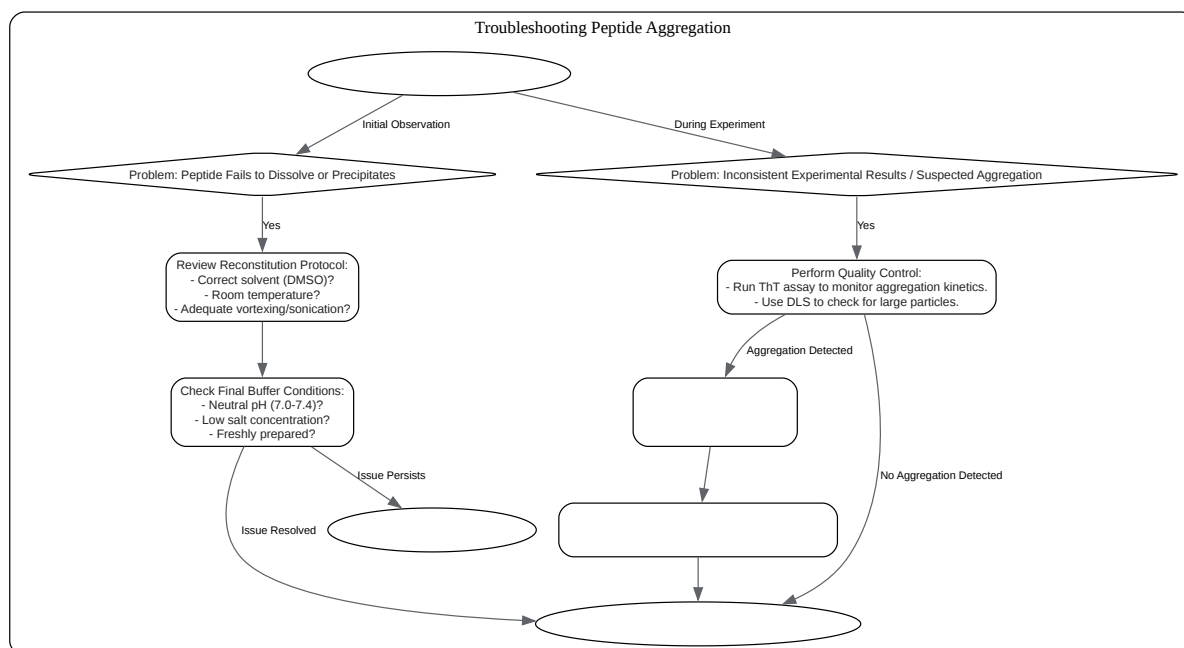 Troubleshooting Peptide Aggregation
Initial Observation
During Experiment
Problem: Peptide Fails to Dissolve or Precipitates
Problem: Inconsistent Experimental Results / Suspected Aggregation
Yes
Yes
Review Reconstitution Protocol:
- Correct solvent (DMSO)?
- Room temperature?
- Adequate vortexing/sonication?
Perform Quality Control:
- Run ThT assay to monitor aggregation kinetics.
- Use DLS to check for large particles.
Aggregation Detected
Check Final Buffer Conditions:
- Neutral pH (7.0-7.4)?
- Low salt concentration?
- Freshly prepared?
Issue Persists
No Aggregation Detected
Issue Resolved